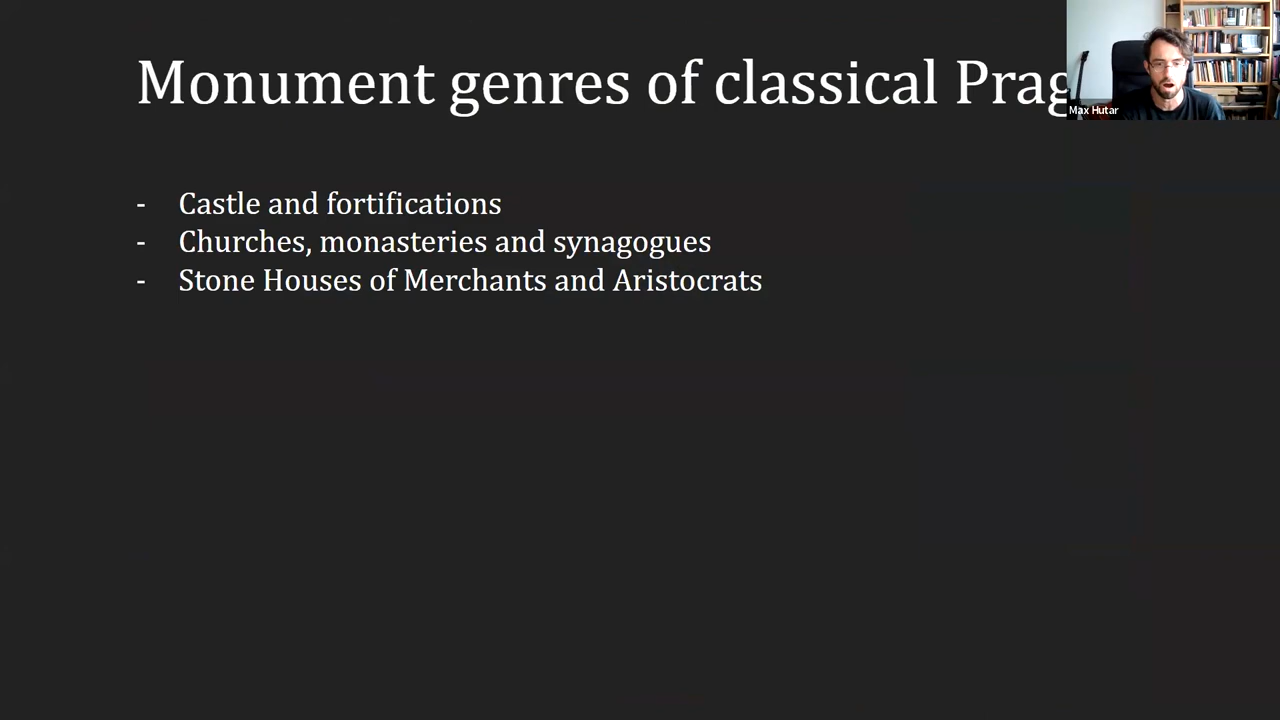 Monument genres of classical Prag
Max Hutar
- Castle and fortifications
- Churches, monasteries and synagogues
- Stone Houses of Merchants and Aristocrats